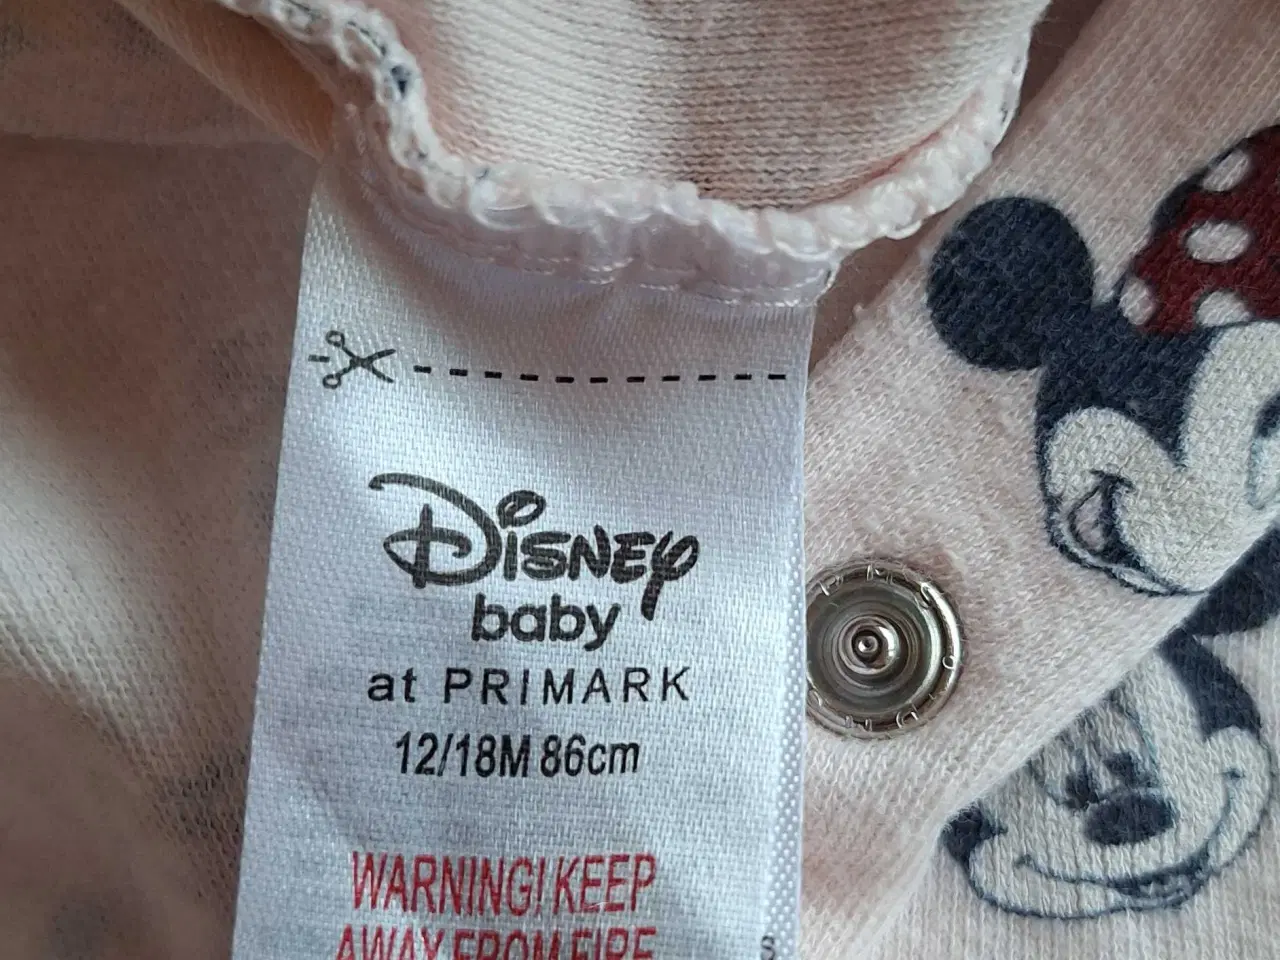 DISNEY
baby
at PRIMARK
12/18M 86cm
WARNING! KEEP
AWAY FROM FIRE
S